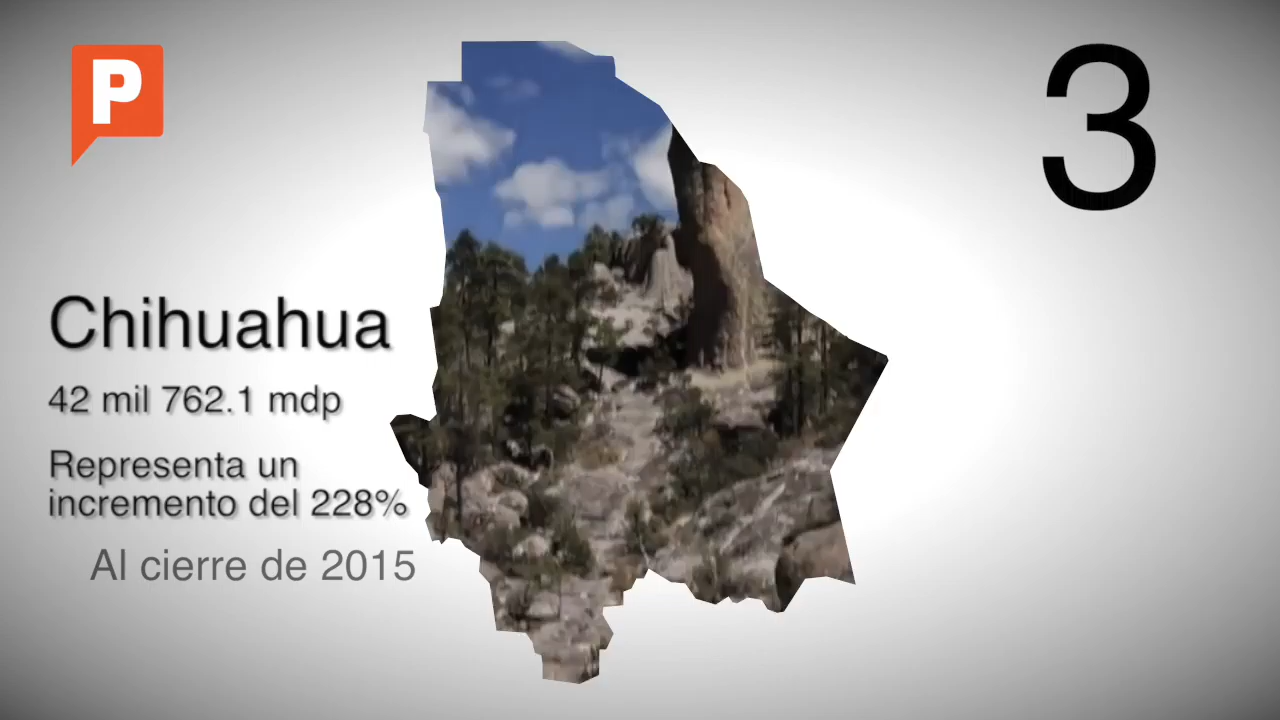 P
3
Chihuahua
42 mil 762.1 mdp
Representa un
incremento del 228%
Al cierre de 2015